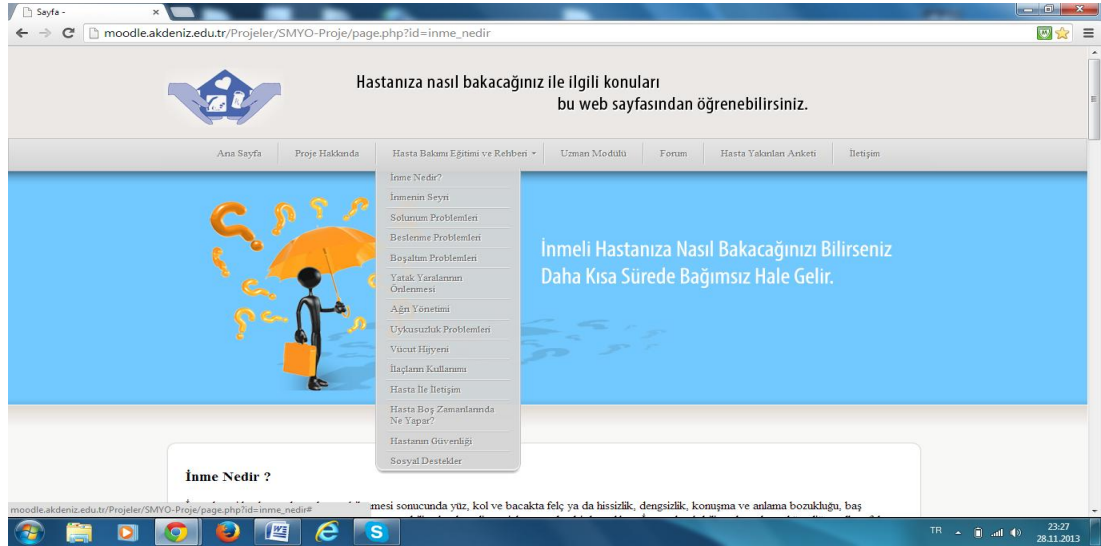 Sayfa -
moodle.akdeniz.edu.tr/Projeler/SMYO-Proje/page.php?id=inme_nedir
Hastanıza nasıl bakacağınız ile ilgili konuları
bu web sayfasından öğrenebilirsiniz.
Ana Sayfa Proje Hakkında Hasta Bakımı Eğitimi ve Rehberi Uzman Modülü Forum Hasta Yakınları Anketi İletişim
İnme Nedir?
İnmenin Seyri
Solunum Problemleri
Beslenme Problemleri
Boşaltım Problemleri
Yatak Yaralarının
Önlenmesi
Ağrı Yönetimi
Uykusuzluk Problemleri
Vücut Hijyeni
İlaçların Kullanımı
Hasta İle İletişim
Hasta Boş Zamanlarında
Ne Yapar?
Hastanın Güvenliği
Sosyal Destekler
İnmeli Hastanıza Nasıl Bakacağınızı Bilirseniz
Daha Kısa Sürede Bağımsız Hale Gelir.
İnme Nedir ?
sonucunda yüz, kol ve bacakta felç ya da hissizlik, dengsizlik, konuşma ve anlama bozukluğu, baş
moodle.akdeniz.edu.tr/Projeler/SMYO-Proje/page.php?id=inme_nedir#
TR 23:27
28.11.2013